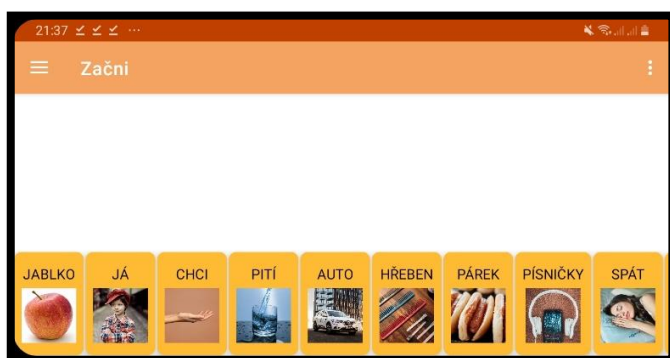 21:37
Začni
JABLKO JÁ CHCI PITÍ AUTO HŘEBEN PÁREK PÍSNIČKY SPÁT